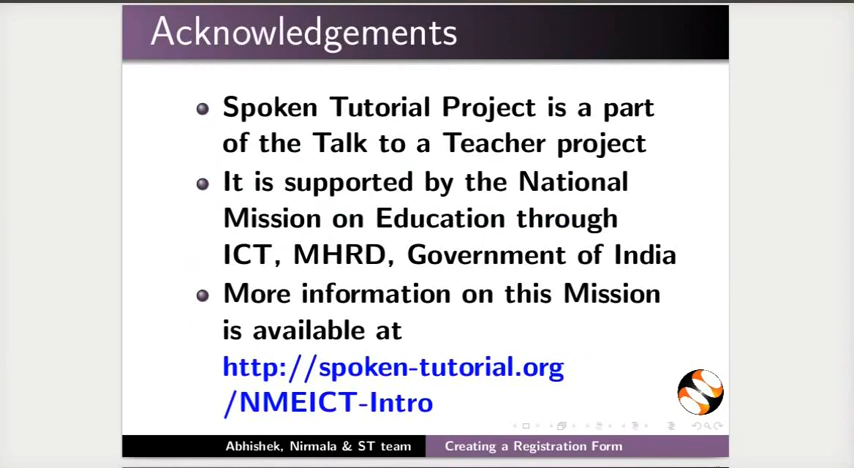 Acknowledgements
Spoken Tutorial Project is a part
of the Talk to a Teacher project
It is supported by the National
Mission on Education through
ICT, MHRD, Government of India
More information on this Mission
is available at
http://spoken-tutorial.org
/NMEICT-Intro
Abhishek, Nirmala & ST team
Creating a Registration Form